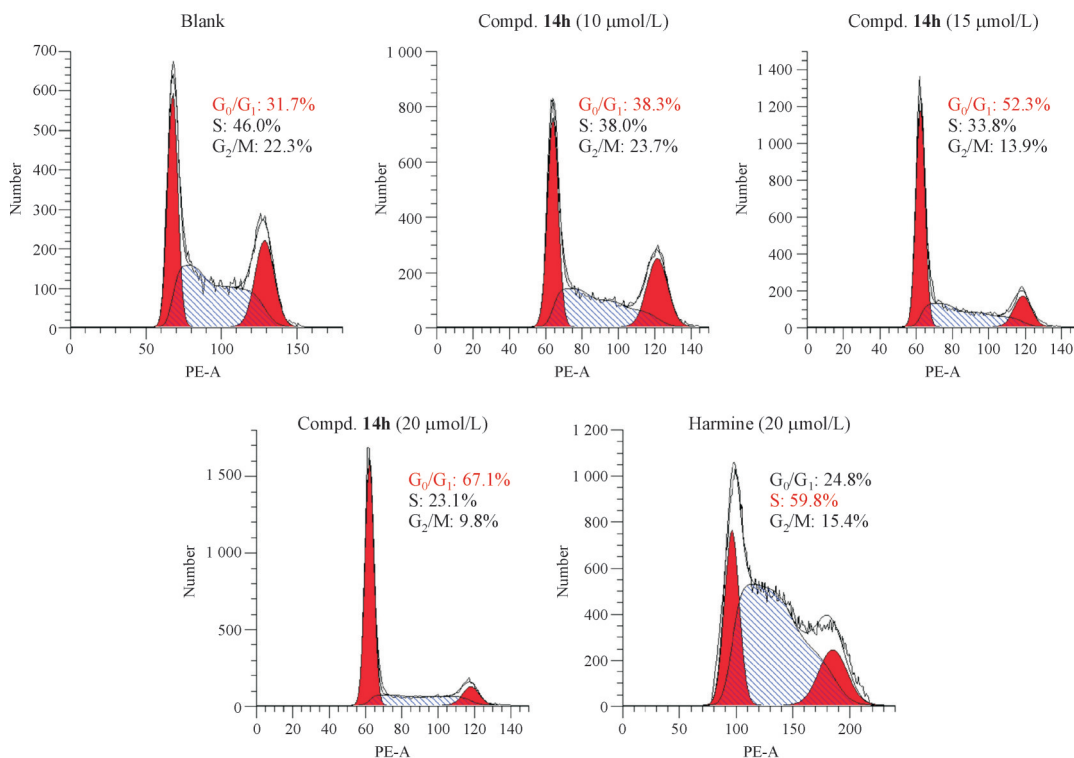 Blank
700
600
500
400
300
200
100
0
Number
G₀/G₁: 31.7%
S: 46.0%
G₂/M: 22.3%
0 50 100 150
PE-A
Compd. 14h (10 μmol/L)
1 000
800
600
400
200
0
Number
G₀/G₁: 38.3%
S: 38.0%
G₂/M: 23.7%
0 20 40 60 80 100 120 140
PE-A
Compd. 14h (15 μmol/L)
1 400
1 200
1 000
800
600
400
200
0
Number
G₀/G₁: 52.3%
S: 33.8%
G₂/M: 13.9%
0 20 40 60 80 100 120 140
PE-A
Compd. 14h (20 μmol/L)
1 500
1 000
500
0
Number
G₀/G₁: 67.1%
S: 23.1%
G₂/M: 9.8%
0 20 40 60 80 100 120 140
PE-A
Harmine (20 μmol/L)
1 200
1 000
800
600
400
200
0
Number
G₀/G₁: 24.8%
S: 59.8%
G₂/M: 15.4%
0 100 200
PE-A